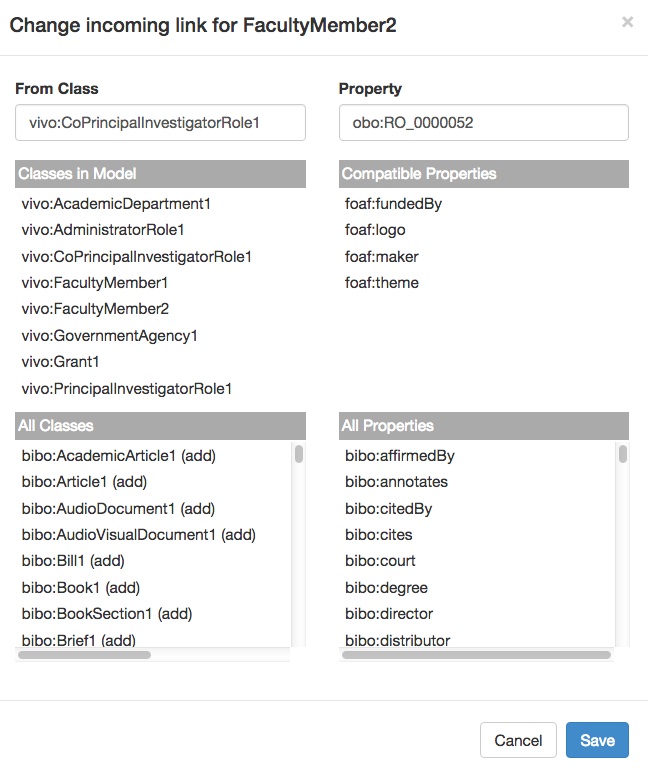 Change incoming link for FacultyMember2
×
From Class
vivo:CoPrincipalInvestigatorRole1
Classes in Model
vivo:AcademicDepartment1
vivo:AdministratorRole1
vivo:CoPrincipalInvestigatorRole1
vivo:FacultyMember1
vivo:FacultyMember2
vivo:GovernmentAgency1
vivo:Grant1
vivo:PrincipalInvestigatorRole1
All Classes
bibo:AcademicArticle1 (add)
bibo:Article1 (add)
bibo:AudioDocument1 (add)
bibo:AudioVisualDocument1 (add)
bibo:Bill1 (add)
bibo:Book1 (add)
bibo:BookSection1 (add)
bibo:Brief1 (add)
Property
obo:RO_0000052
Compatible Properties
foaf:fundedBy
foaf:logo
foaf:maker
foaf:theme
All Properties
bibo:affirmedBy
bibo:annotates
bibo:citedBy
bibo:cites
bibo:court
bibo:degree
bibo:director
bibo:distributor
Cancel
Save